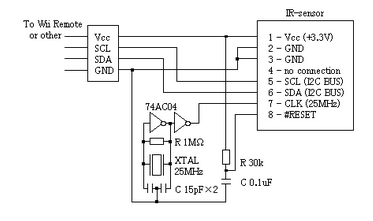 IR-sensor
To Wii Remote
or other
Vcc
SCL
SDA
GND
1 - Vcc (+3.3V)
2 - GND
3 - GND
4 - no connection
5 - SCL (I2C BUS)
6 - SDA (I2C BUS)
7 - CLK (25MHz)
8 - #RESET
74AC04
R 1MΩ
XTAL
25MHz
C 15pF×2
R 30k
C 0.1uF